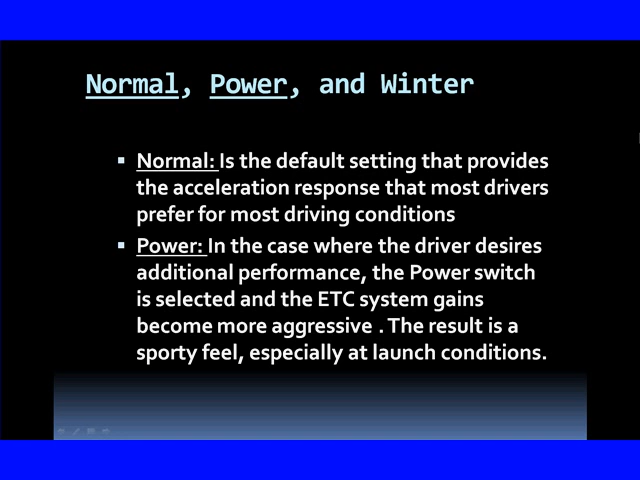 Normal, Power, and Winter
Normal: Is the default setting that provides
the acceleration response that most drivers
prefer for most driving conditions
Power: In the case where the driver desires
additional performance, the Power switch
is selected and the ETC system gains
become more aggressive . The result is a
sporty feel, especially at launch conditions.